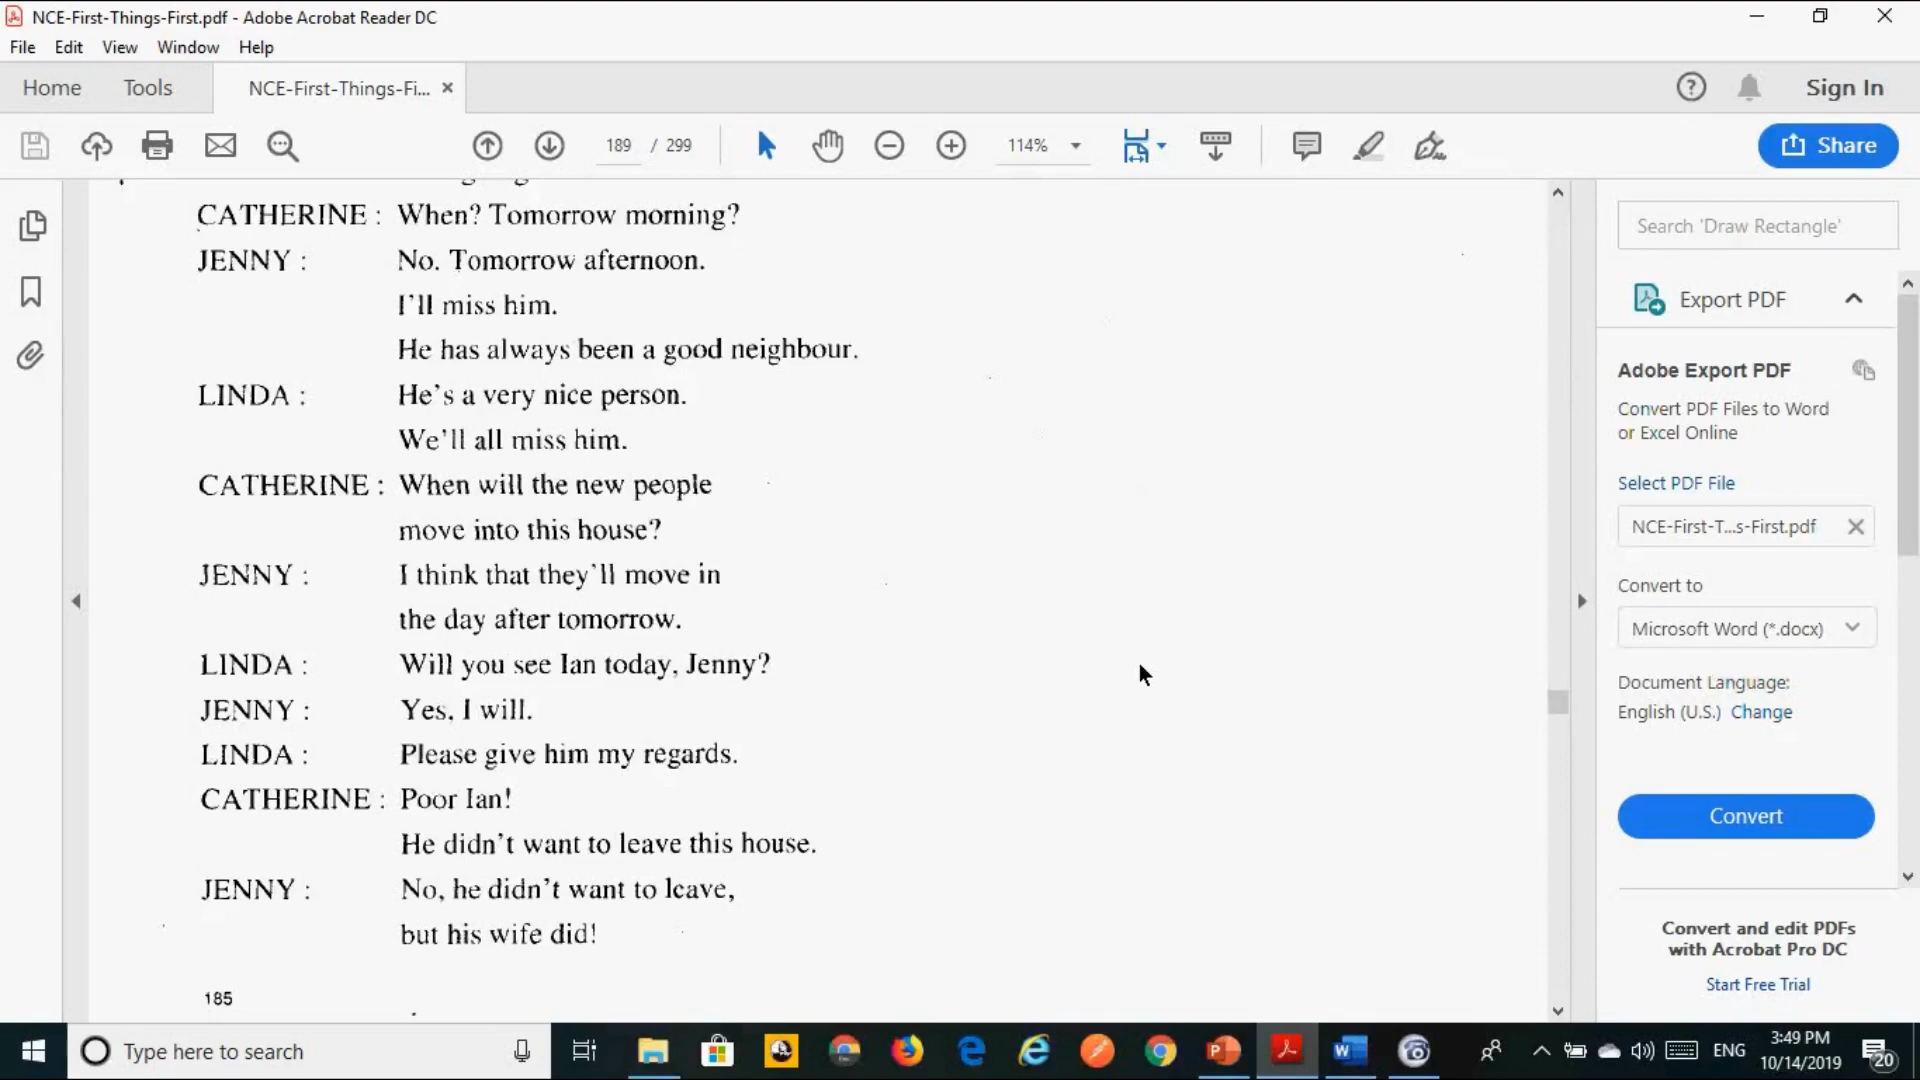 NCE-First-Things-First.pdf - Adobe Acrobat Reader DC
File Edit View Window Help
Home Tools NCE-First-Things-Fi... Sign In
189 / 299 114% Share
CATHERINE : When? Tomorrow morning?
JENNY : No. Tomorrow afternoon.
I'll miss him.
He has always been a good neighbour.
LINDA : He's a very nice person.
We'll all miss him.
CATHERINE : When will the new people
move into this house?
JENNY : I think that they'll move in
the day after tomorrow.
LINDA : Will you see Ian today, Jenny?
JENNY : Yes, I will.
LINDA : Please give him my regards.
CATHERINE : Poor Ian!
He didn't want to leave this house.
JENNY : No, he didn't want to leave,
but his wife did!
185
Search 'Draw Rectangle'
Export PDF
Adobe Export PDF
Convert PDF Files to Word
or Excel Online
Select PDF File
NCE-First-T...s-First.pdf
Convert to
Microsoft Word (*.docx)
Document Language:
English (U.S.) Change
Convert
Convert and edit PDFs
with Acrobat Pro DC
Start Free Trial
Type here to search
ENG
3:49 PM
10/14/2019
20